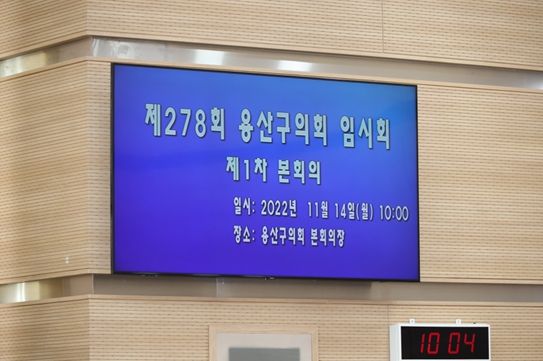 제278회 용산구의회 임시회
제1차 본회의
일시: 2022년 11월 14일(월) 10:00
장소: 용산구의회 본회의장
10 04